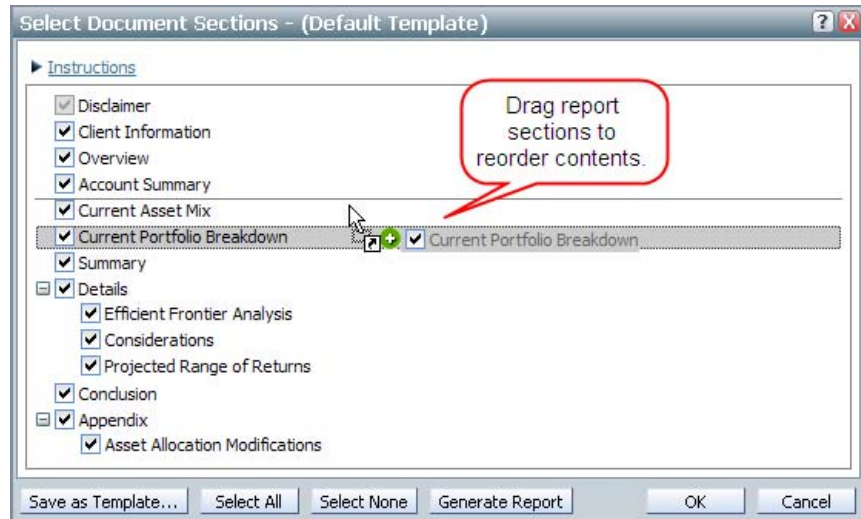 Select Document Sections - (Default Template)
Instructions
Disclaimer
Drag report
sections to
reorder contents.
Client Information
Overview
Account Summary
Current Asset Mix
Current Portfolio Breakdown
Current Portfolio Breakdown
Summary
Details
Efficient Frontier Analysis
Considerations
Projected Range of Returns
Conclusion
Appendix
Asset Allocation Modifications
Save as Template... Select All Select None Generate Report OK Cancel